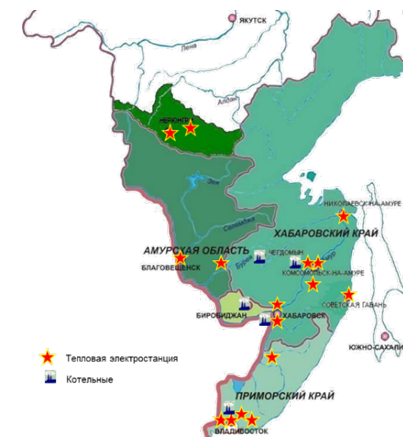 ЯКУТСК
Лена
Алдан
НЕРЮНГРИ
Зея
НИКОЛАЕВСК-НА-АМУРЕ
Селемджа
ХАБАРОВСКИЙ КРАЙ
АМУРСКАЯ ОБЛАСТЬ
ЧЕГДОМЫН
Бурея
Амур
БЛАГОВЕЩЕНСК
КОМСОМОЛЬСК-НА-АМУРЕ
СОВЕТСКАЯ ГАВАНЬ
БИРОБИДЖАН
ХАБАРОВСК
ЮЖНО-САХАЛИ
Тепловая электростанция
Котельные
ПРИМОРСКИЙ КРАЙ
ВЛАДИВОСТОК